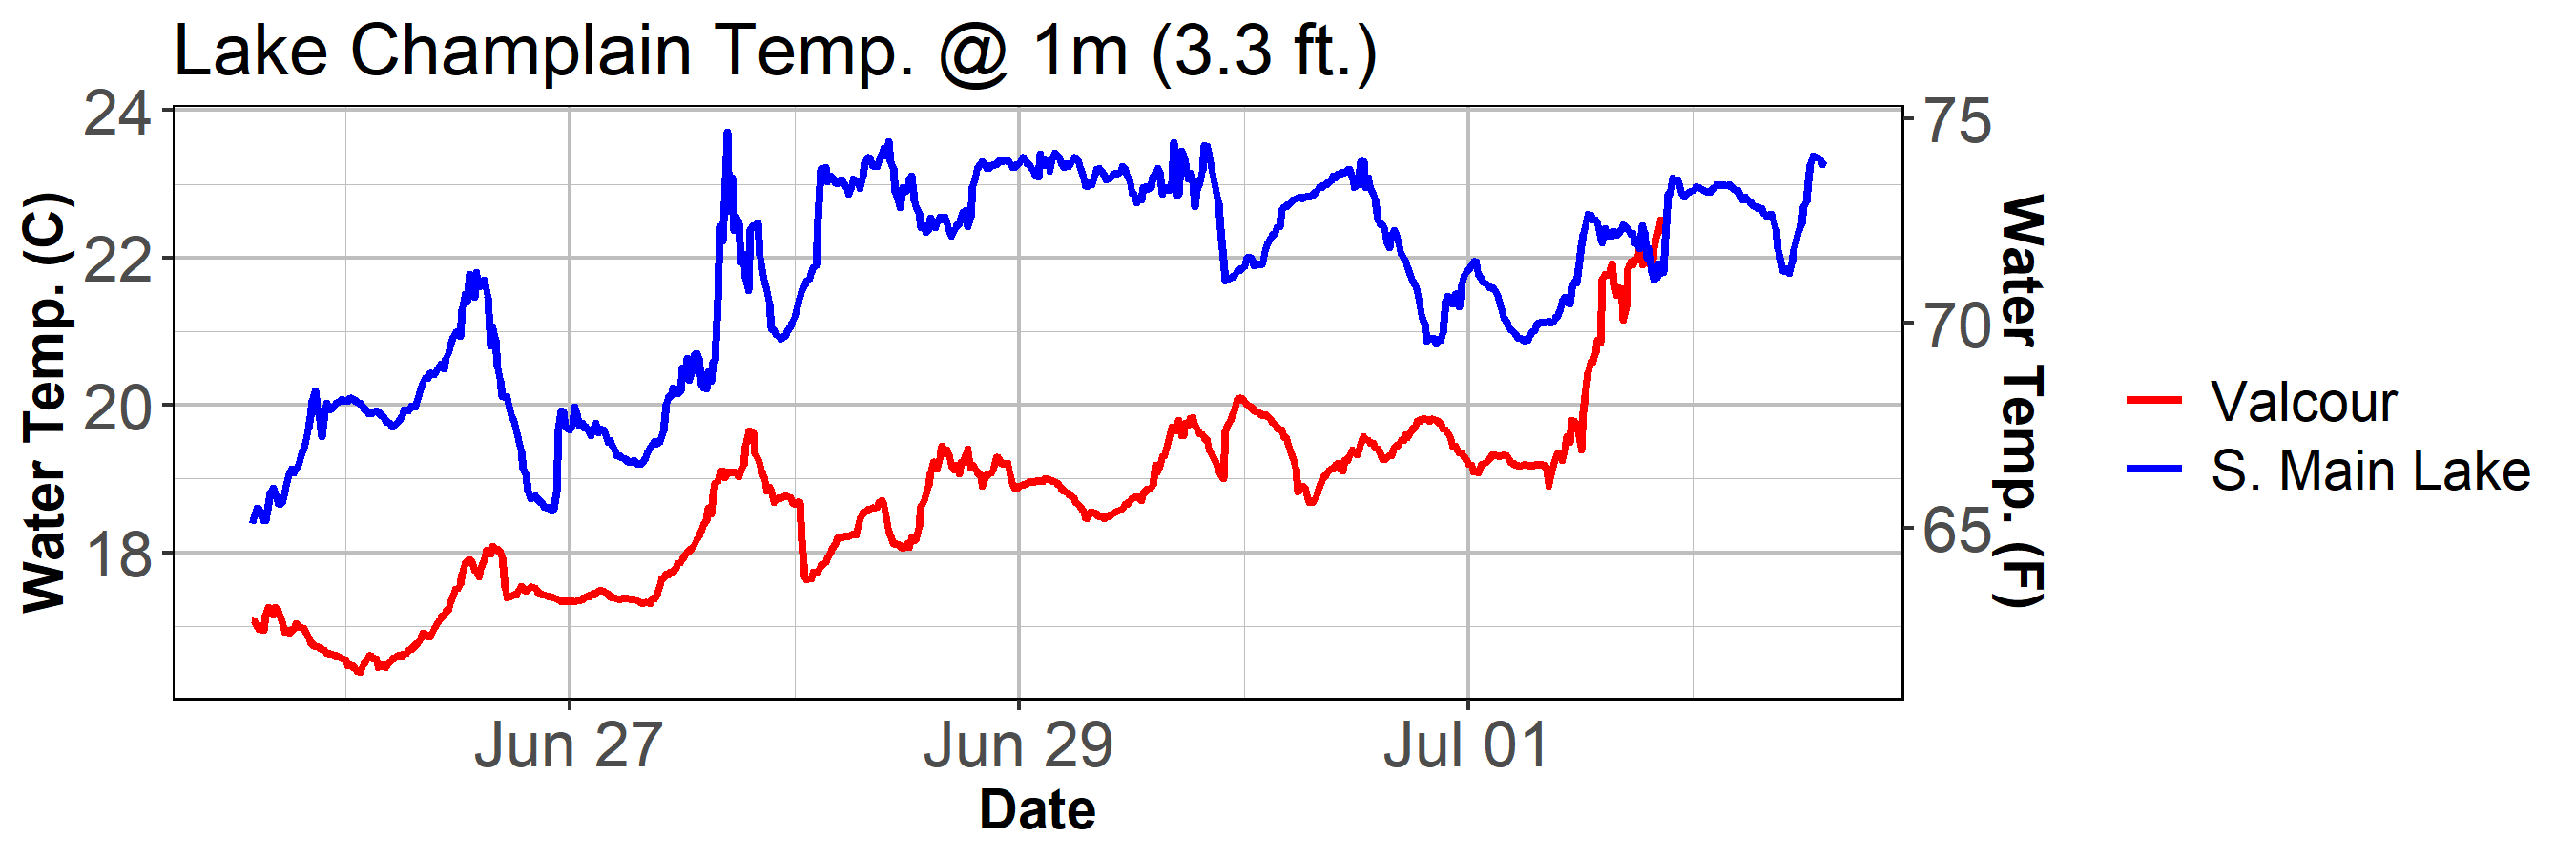 Lake Champlain Temp. @ 1m (3.3 ft.)
Water Temp. (C)
24
22
20
18
75
70
65
Water Temp. (F)
Jun 27
Jun 29
Jul 01
Date
Valcour
S. Main Lake